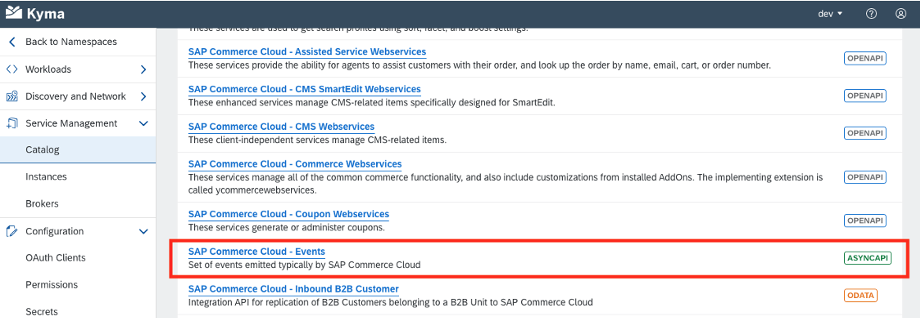 Kyma
dev
Back to Namespaces
Workloads
Discovery and Network
Service Management
Catalog
Instances
Brokers
Configuration
OAuth Clients
Permissions
Secrets
These services are used to get search profiles using sort, facet, and boost settings.
SAP Commerce Cloud - Assisted Service Webservices
These services provide the ability for agents to assist customers with their order, and look up the order by name, email, cart, or order number.
OPENAPI
SAP Commerce Cloud - CMS SmartEdit Webservices
These enhanced services manage CMS-related items specifically designed for SmartEdit.
OPENAPI
SAP Commerce Cloud - CMS Webservices
These client-independent services manage CMS-related items.
OPENAPI
SAP Commerce Cloud - Commerce Webservices
These services manage all of the common commerce functionality, and also include customizations from installed AddOns. The implementing extension is
called ycommercewebservices.
OPENAPI
SAP Commerce Cloud - Coupon Webservices
These services generate or administer coupons.
OPENAPI
SAP Commerce Cloud - Events
Set of events emitted typically by SAP Commerce Cloud
ASYNCAPI
SAP Commerce Cloud - Inbound B2B Customer
Integration API for replication of B2B Customers belonging to a B2B Unit to SAP Commerce Cloud
ODATA